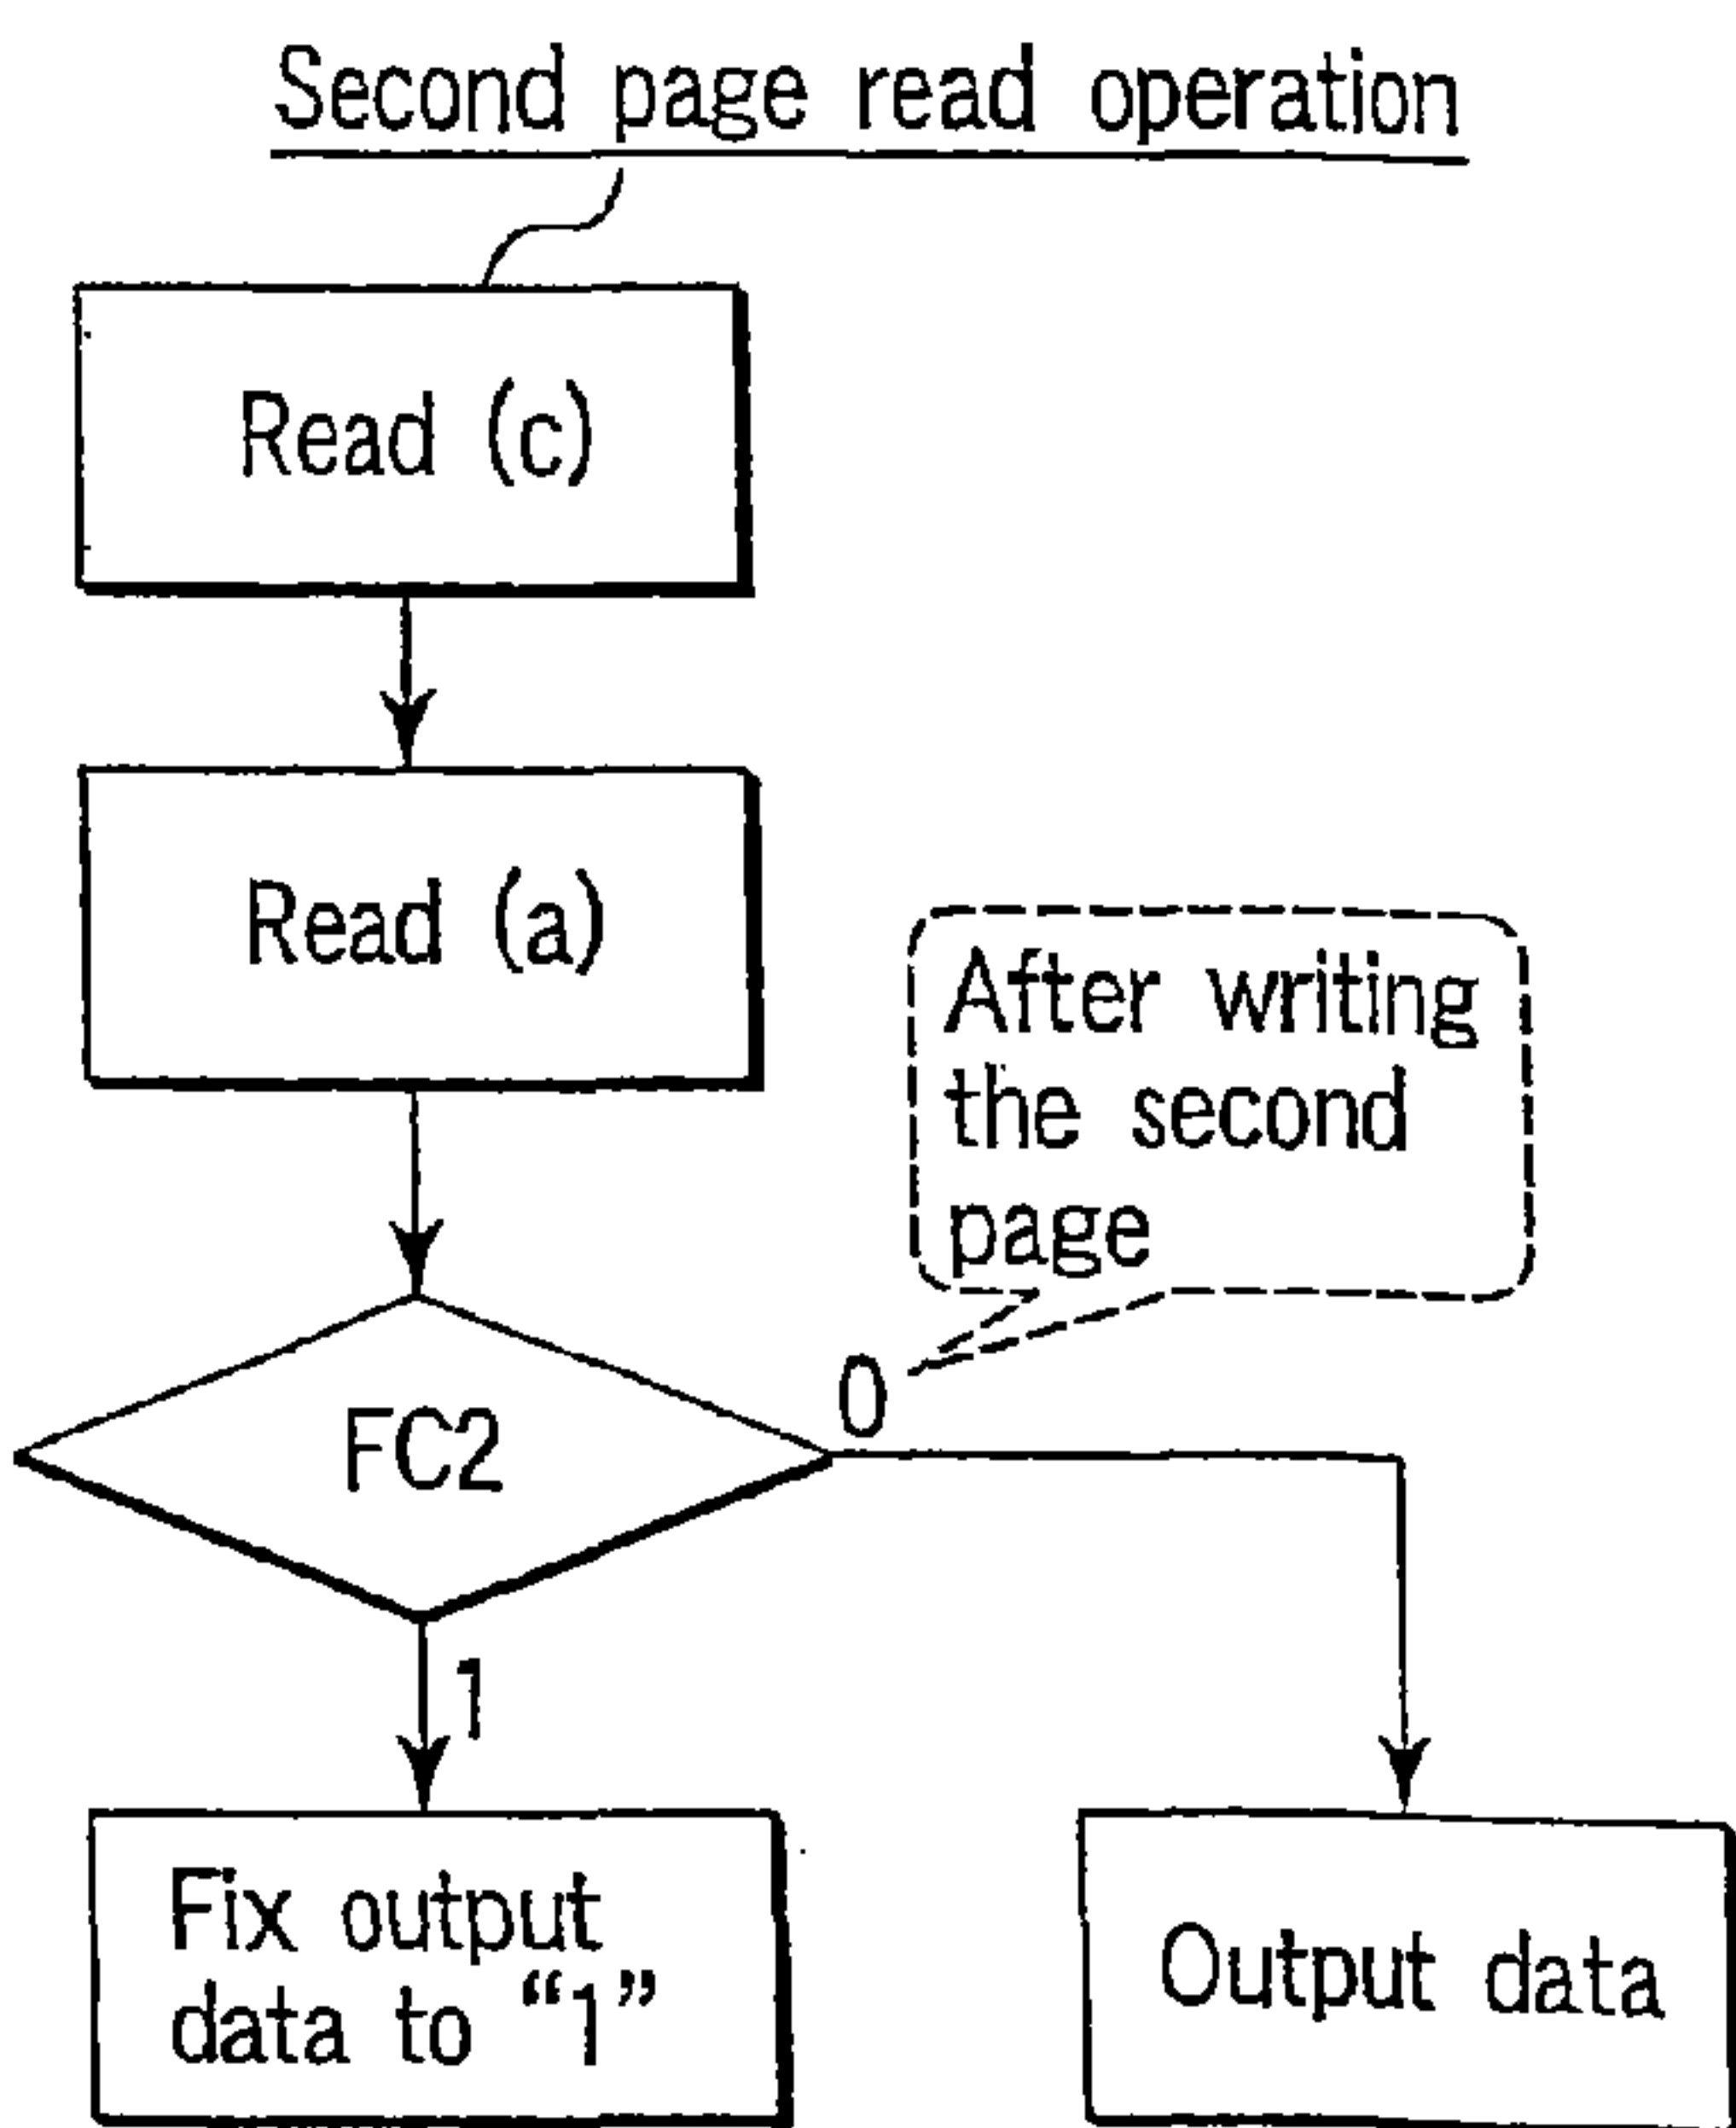 Second page read operation
Read (c)
Read (a)
After writing
the second
page
0
FC2
1
Fix output
data to “1”
Output data